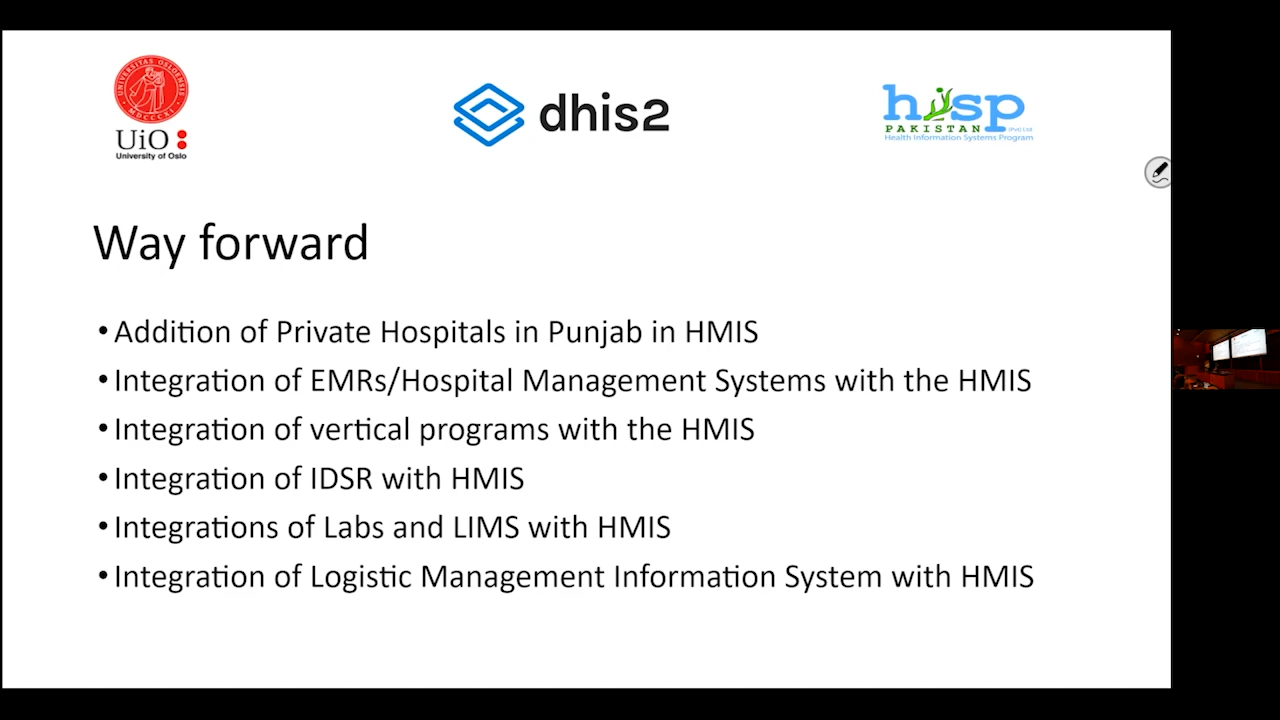 UNIVERSITAS OSLOENSIS
MDCCCXI
UiO
University of Oslo
dhis2
hisp
PAKISTAN (Pvt) Ltd
Health Information Systems Program
Way forward
• Addition of Private Hospitals in Punjab in HMIS
• Integration of EMRs/Hospital Management Systems with the HMIS
• Integration of vertical programs with the HMIS
• Integration of IDSR with HMIS
• Integrations of Labs and LIMS with HMIS
• Integration of Logistic Management Information System with HMIS